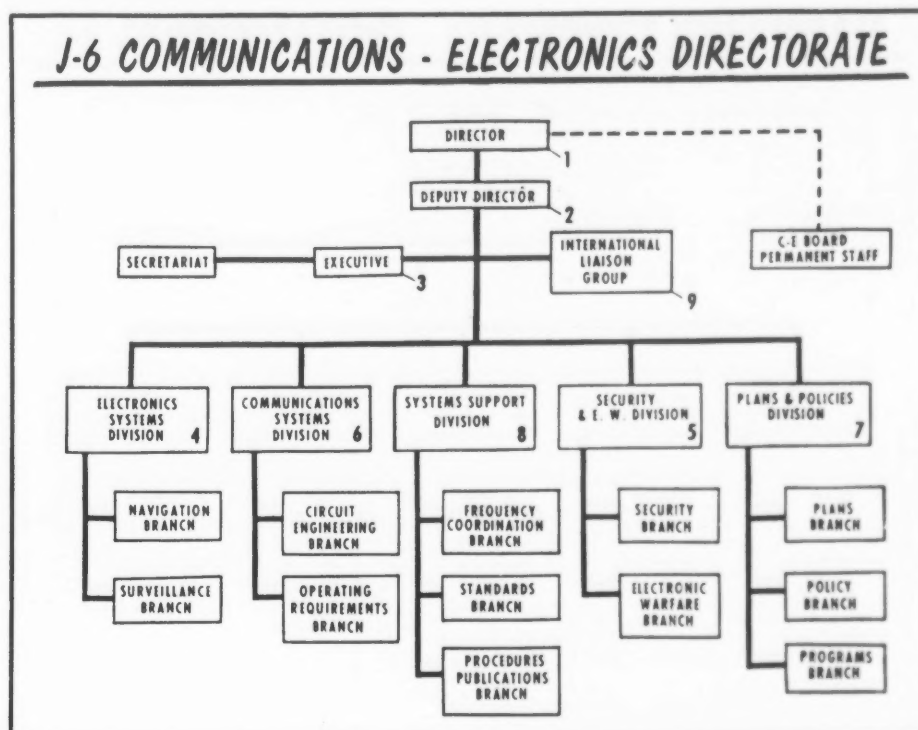 J-6 COMMUNICATIONS - ELECTRONICS DIRECTORATE
DIRECTOR
1
DEPUTY DIRECTOR
2
SECRETARIAT
EXECUTIVE
3
INTERNATIONAL
LIAISON
GROUP
9
C-E BOARD
PERMANENT STAFF
ELECTRONICS
SYSTEMS
DIVISION 4
COMMUNICATIONS
SYSTEMS
DIVISION 6
SYSTEMS SUPPORT
DIVISION
8
SECURITY
& E. W. DIVISION
5
PLANS & POLICIES
DIVISION
7
NAVIGATION
BRANCH
SURVEILLANCE
BRANCH
CIRCUIT
ENGINEERING
BRANCH
OPERATING
REQUIREMENTS
BRANCH
FREQUENCY
COORDINATION
BRANCH
STANDARDS
BRANCH
PROCEDURES
PUBLICATIONS
BRANCH
SECURITY
BRANCH
ELECTRONIC
WARFARE
BRANCH
PLANS
BRANCH
POLICY
BRANCH
PROGRAMS
BRANCH